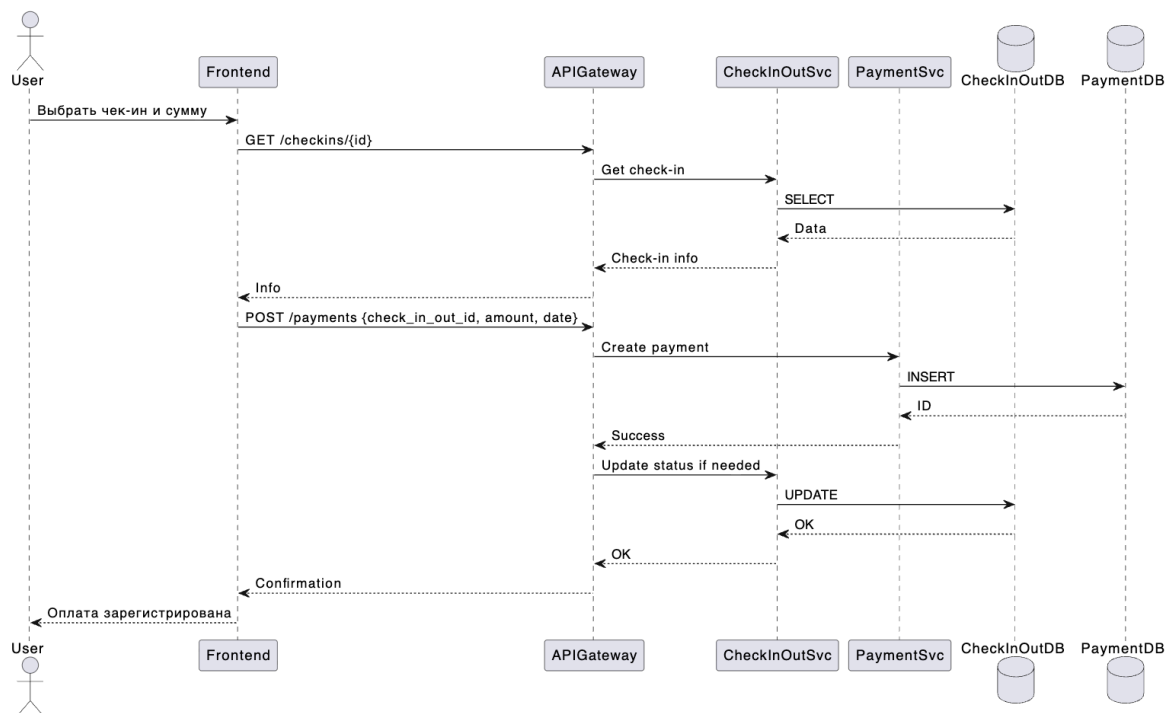 User
Frontend
APIGateway
CheckInOutSvc
PaymentSvc
CheckInOutDB
PaymentDB
Выбрать чек-ин и сумму
GET /checkins/{id}
Get check-in
SELECT
Data
Check-in info
Info
POST /payments {check_in_out_id, amount, date}
Create payment
INSERT
ID
Success
Update status if needed
UPDATE
OK
OK
Confirmation
Оплата зарегистрирована
User
Frontend
APIGateway
CheckInOutSvc
PaymentSvc
CheckInOutDB
PaymentDB